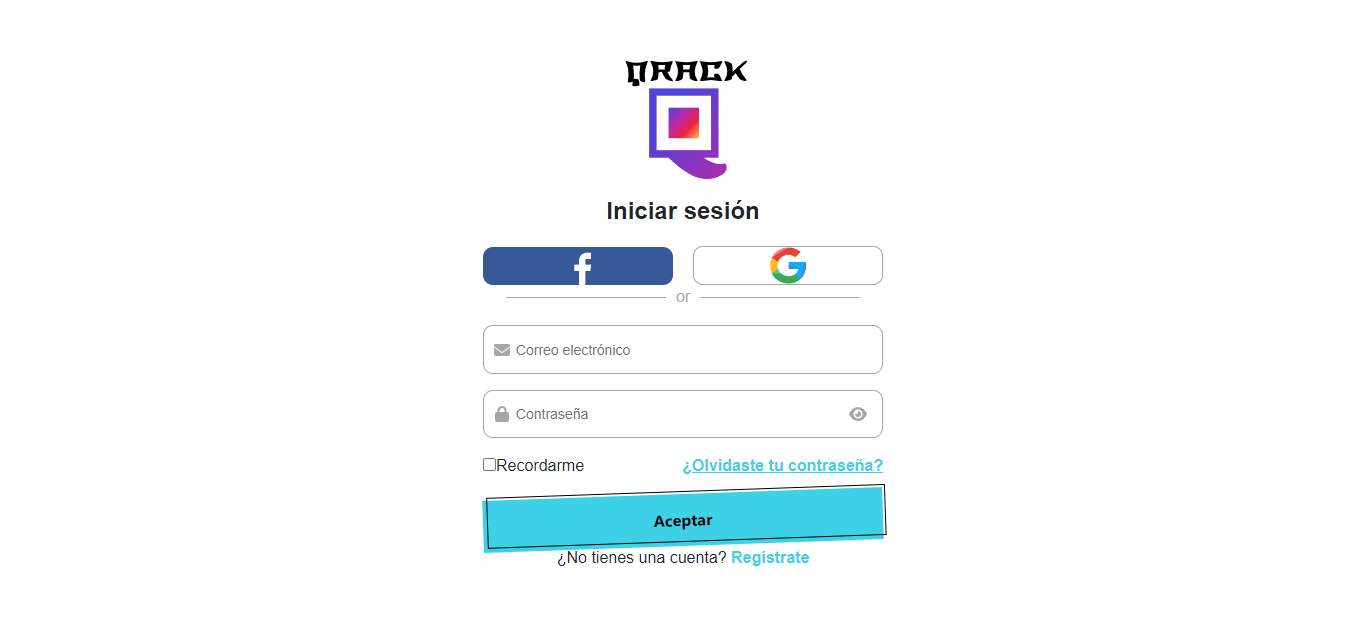 QRACK
Iniciar sesión
or
Correo electrónico
Contraseña
Recordarme
¿Olvidaste tu contraseña?
Aceptar
¿No tienes una cuenta? Regístrate